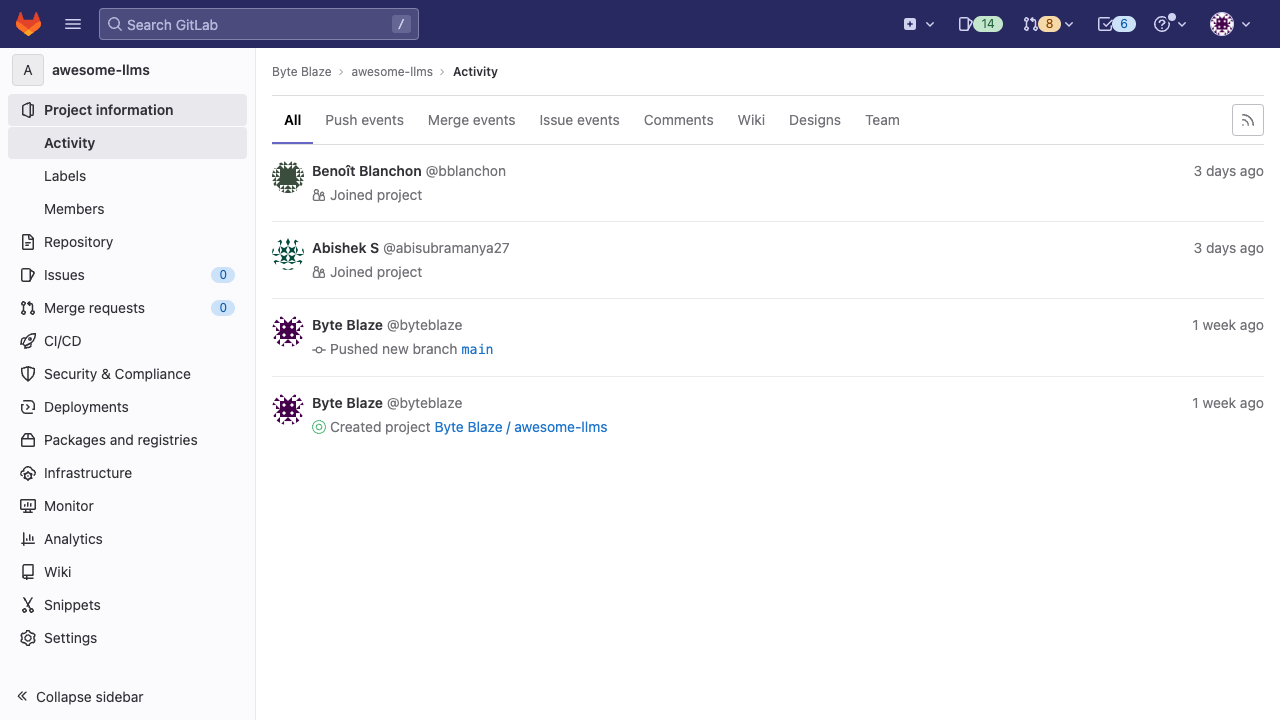 Search GitLab
/
14
8
6
A
awesome-llms
Project information
Activity
Labels
Members
Repository
Issues
0
Merge requests
0
CI/CD
Security & Compliance
Deployments
Packages and registries
Infrastructure
Monitor
Analytics
Wiki
Snippets
Settings
Collapse sidebar
Byte Blaze
awesome-llms
Activity
All
Push events
Merge events
Issue events
Comments
Wiki
Designs
Team
Benoît Blanchon @bblanchon
3 days ago
Joined project
Abishek S @abisubramanya27
3 days ago
Joined project
Byte Blaze @byteblaze
1 week ago
Pushed new branch main
Byte Blaze @byteblaze
1 week ago
Created project Byte Blaze / awesome-llms